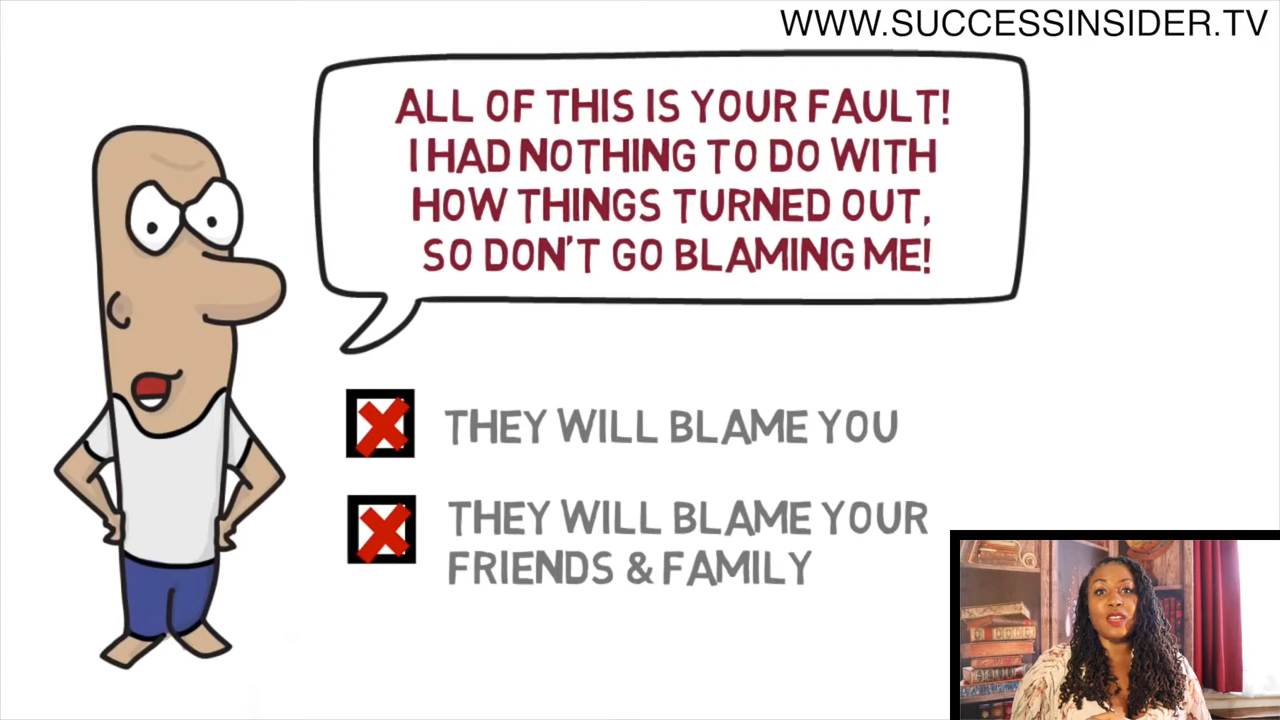 WWW.SUCCESSINSIDER.TV
ALL OF THIS IS YOUR FAULT!
I HAD NOTHING TO DO WITH
HOW THINGS TURNED OUT,
SO DON'T GO BLAMING ME!
THEY WILL BLAME YOU
THEY WILL BLAME YOUR
FRIENDS & FAMILY